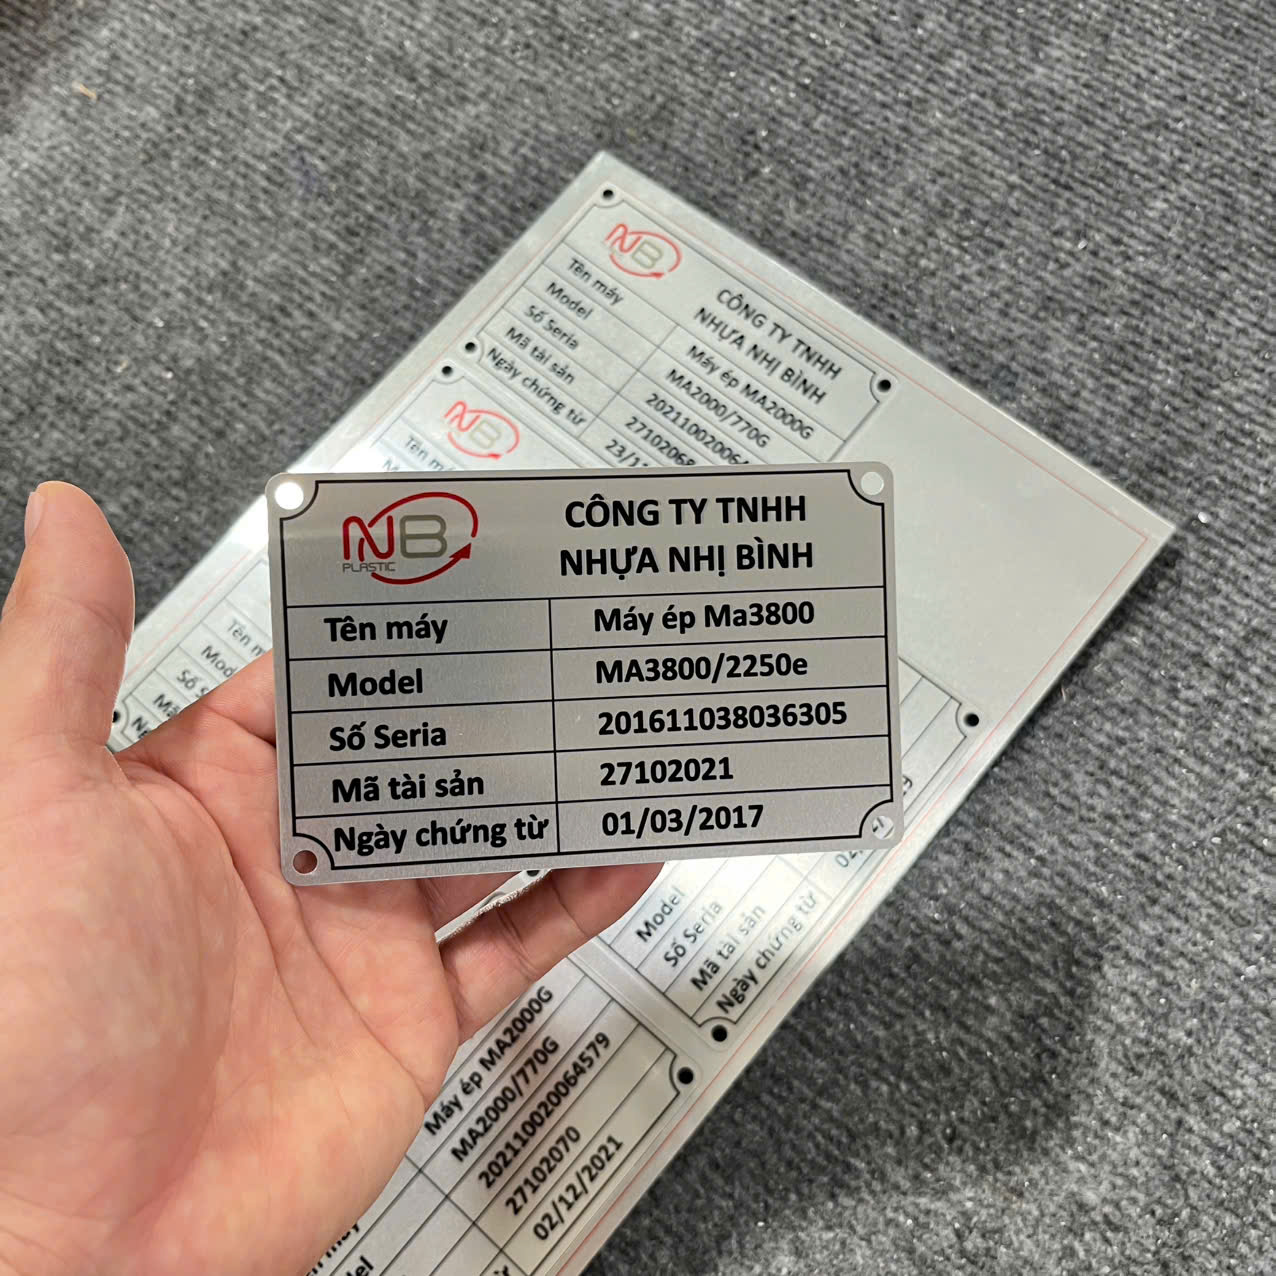 NB
PLASTIC
CÔNG TY TNHH
NHỰA NHỊ BÌNH
Tên máy Máy ép Ma3800
Model MA3800/2250e
Số Seria 201611038036305
Mã tài sản 27102021
Ngày chứng từ 01/03/2017
NB
CÔNG TY TNHH
NHỰA NHỊ BÌNH
Tên máy Máy ép MA2000G
Model MA2000/770G
Số Seria
Mã tài sản
Ngày chứng từ
NB
Tên
Model
Số Seria
Mã tài sản
Ngày chứng từ
Máy ép MA2000G
MA2000/770G
202110020064579
27102070
02/12/2021